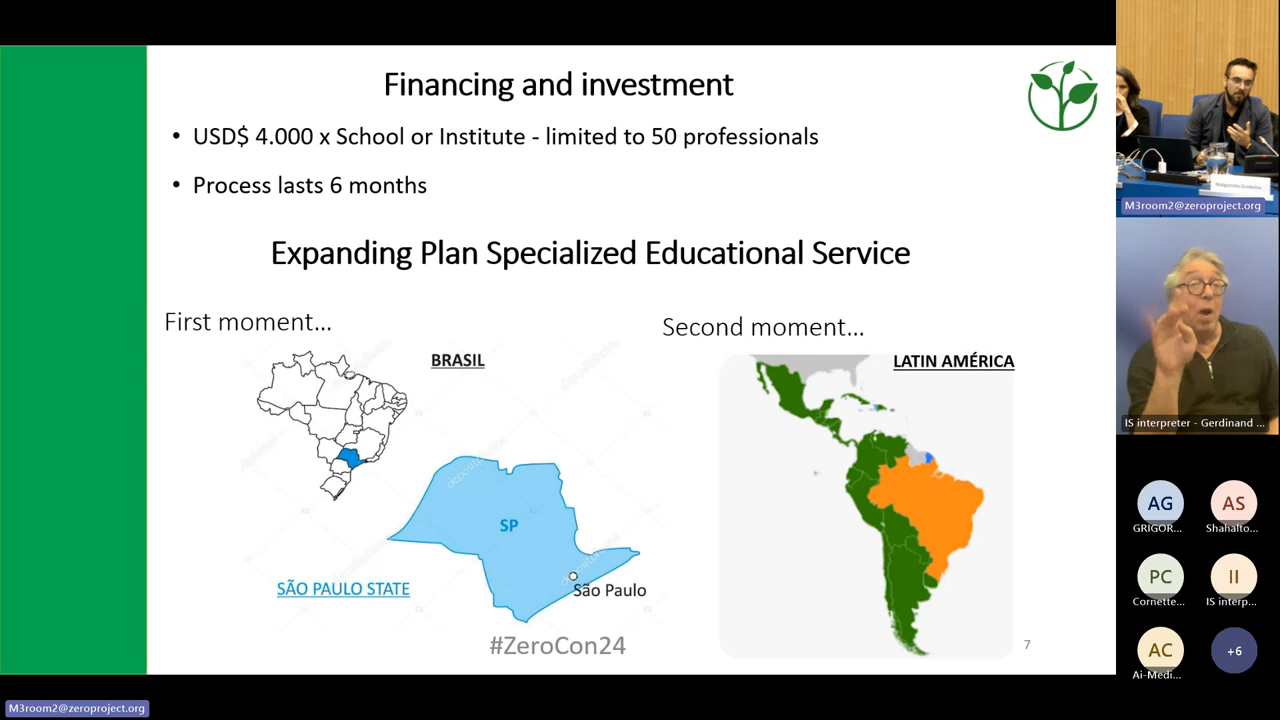 Financing and investment
• USD$ 4.000 x School or Institute - limited to 50 professionals
• Process lasts 6 months
Expanding Plan Specialized Educational Service
First moment...
Second moment...
BRASIL
LATIN AMÉRICA
SP
SÃO PAULO STATE
São Paulo
#ZeroCon24
7
M3room2@zeroproject.org
IS interpreter - Gerdinand ...
AG
GRIGOR...
AS
Shahalto...
PC
Cornette...
II
IS interp...
AC
Ai-Medi...
+6
M3room2@zeroproject.org